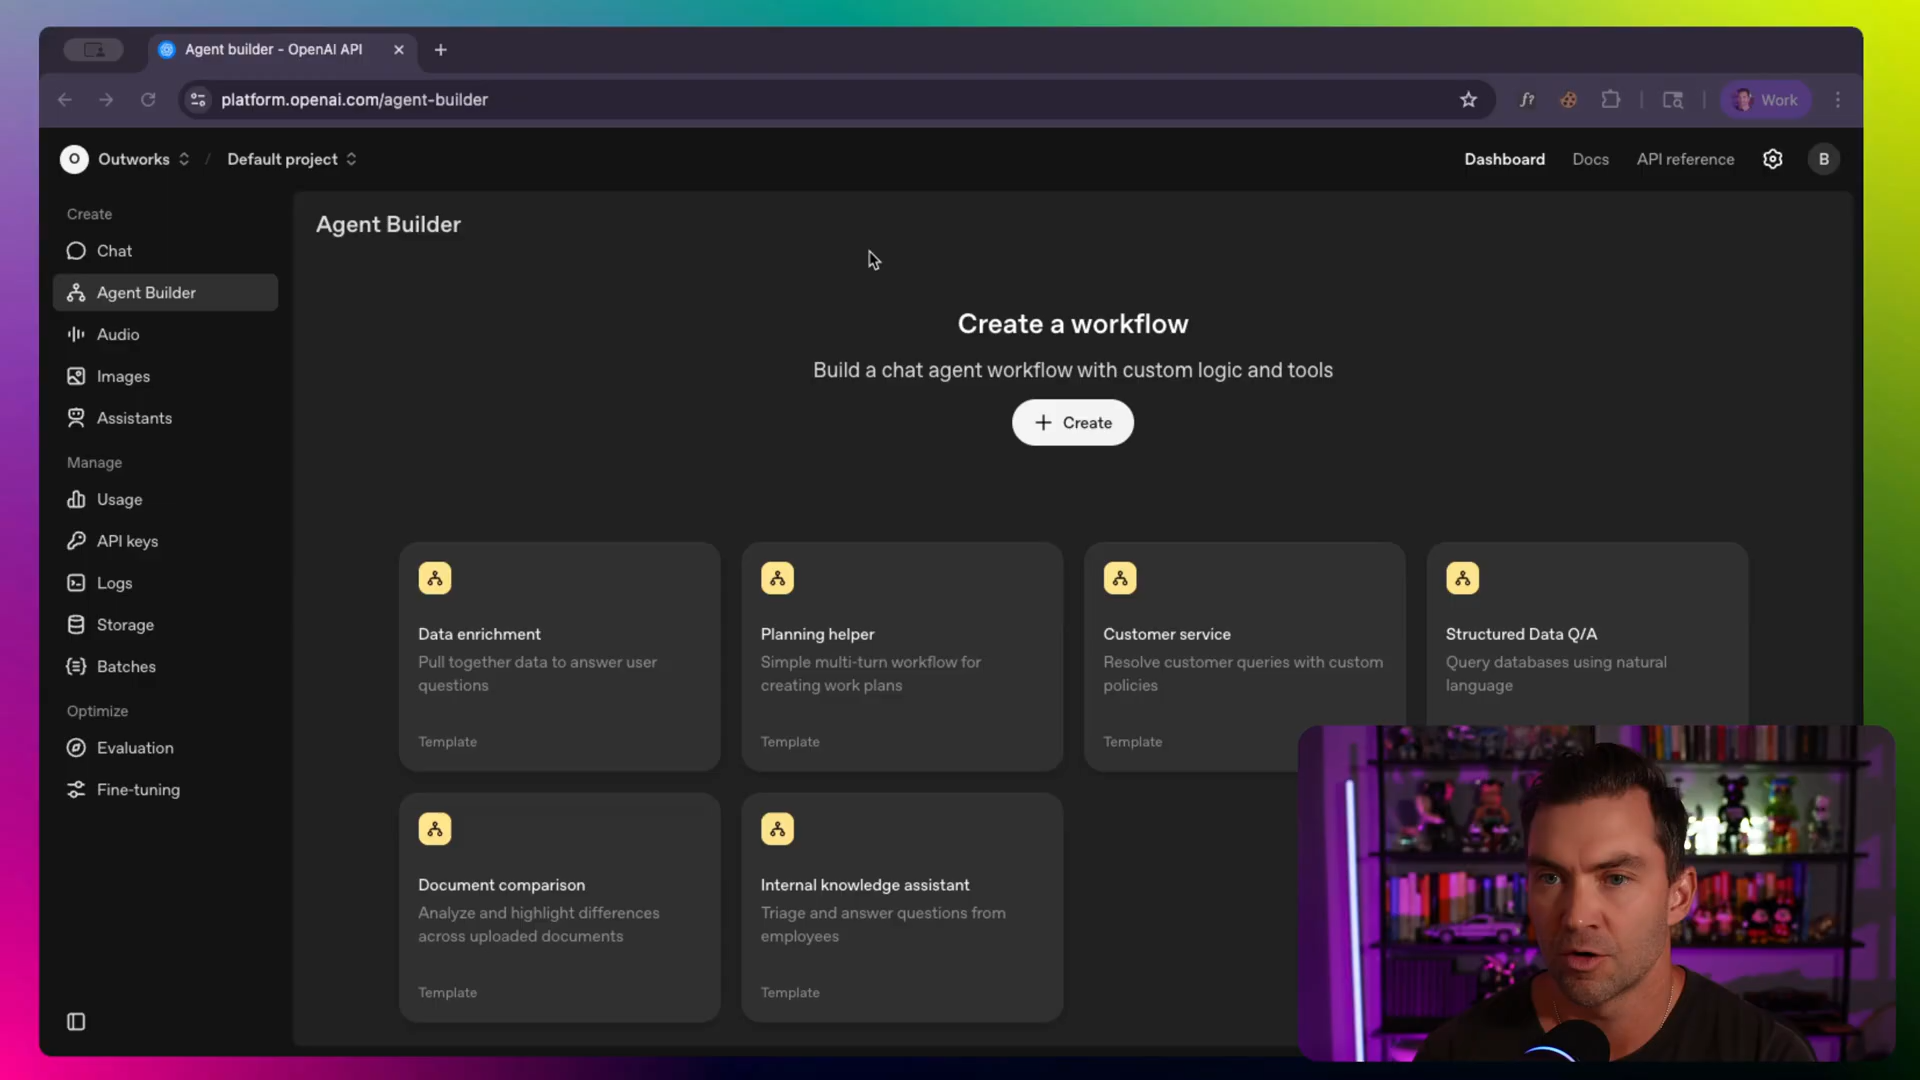 Agent builder - OpenAI API
platform.openai.com/agent-builder
f?
Work
O
Outworks
/
Default project
Dashboard
Docs
API reference
B
Create
Chat
Agent Builder
Audio
Images
Assistants
Manage
Usage
API keys
Logs
Storage
Batches
Optimize
Evaluation
Fine-tuning
Agent Builder
Create a workflow
Build a chat agent workflow with custom logic and tools
+ Create
Data enrichment
Pull together data to answer user
questions
Template
Planning helper
Simple multi-turn workflow for
creating work plans
Template
Customer service
Resolve customer queries with custom
policies
Template
Structured Data Q/A
Query databases using natural
language
Document comparison
Analyze and highlight differences
across uploaded documents
Template
Internal knowledge assistant
Triage and answer questions from
employees
Template